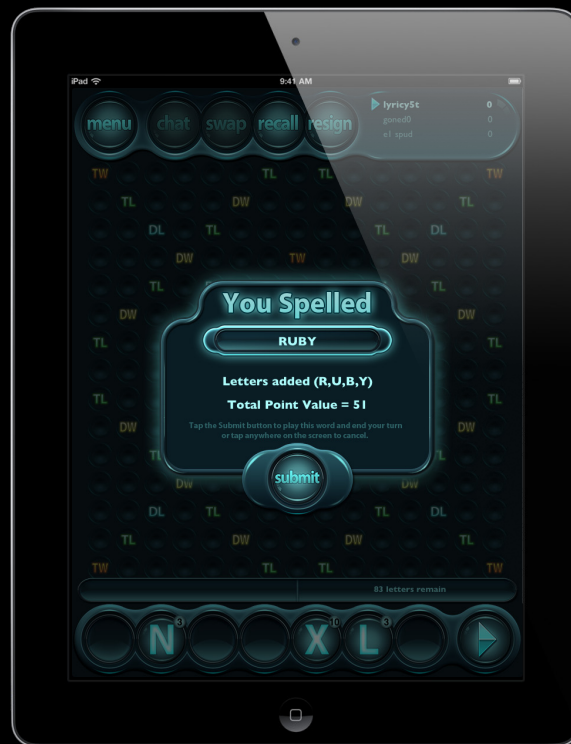 iPad 9:41 AM
menu chat swap recall resign
lyricy5t 0
goned0 0
e1 spud 0
TW TL TL TW
TL DW DW TL
DL TL TL DL
DW TW DW
TL
DW DW
TL TL
You Spelled
RUBY
Letters added (R,U,B,Y)
Total Point Value = 51
Tap the Submit button to play this word and end your turn
or tap anywhere on the screen to cancel.
submit
TL TL
DW DW
TL
DW DW
DL TL TL DL
TL DW DW TL
TW TL TL TW
83 letters remain
N 3 X 10 L 3